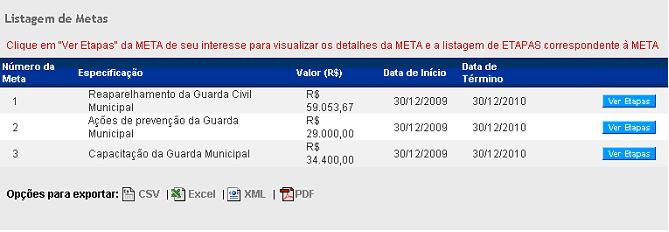 Listagem de Metas
Clique em "Ver Etapas" da META de seu interesse para visualizar os detalhes da META e a listagem de ETAPAS correspondente à META
Número da Meta Especificação Valor (R$) Data de Início Data de Término
1 Reaparelhamento da Guarda Civil Municipal R$ 59.053,67 30/12/2009 30/12/2010 Ver Etapas
2 Ações de prevenção da Guarda Municipal R$ 29.000,00 30/12/2009 30/12/2010 Ver Etapas
3 Capacitação da Guarda Municipal R$ 34.400,00 30/12/2009 30/12/2010 Ver Etapas
Opções para exportar: CSV | Excel | XML | PDF